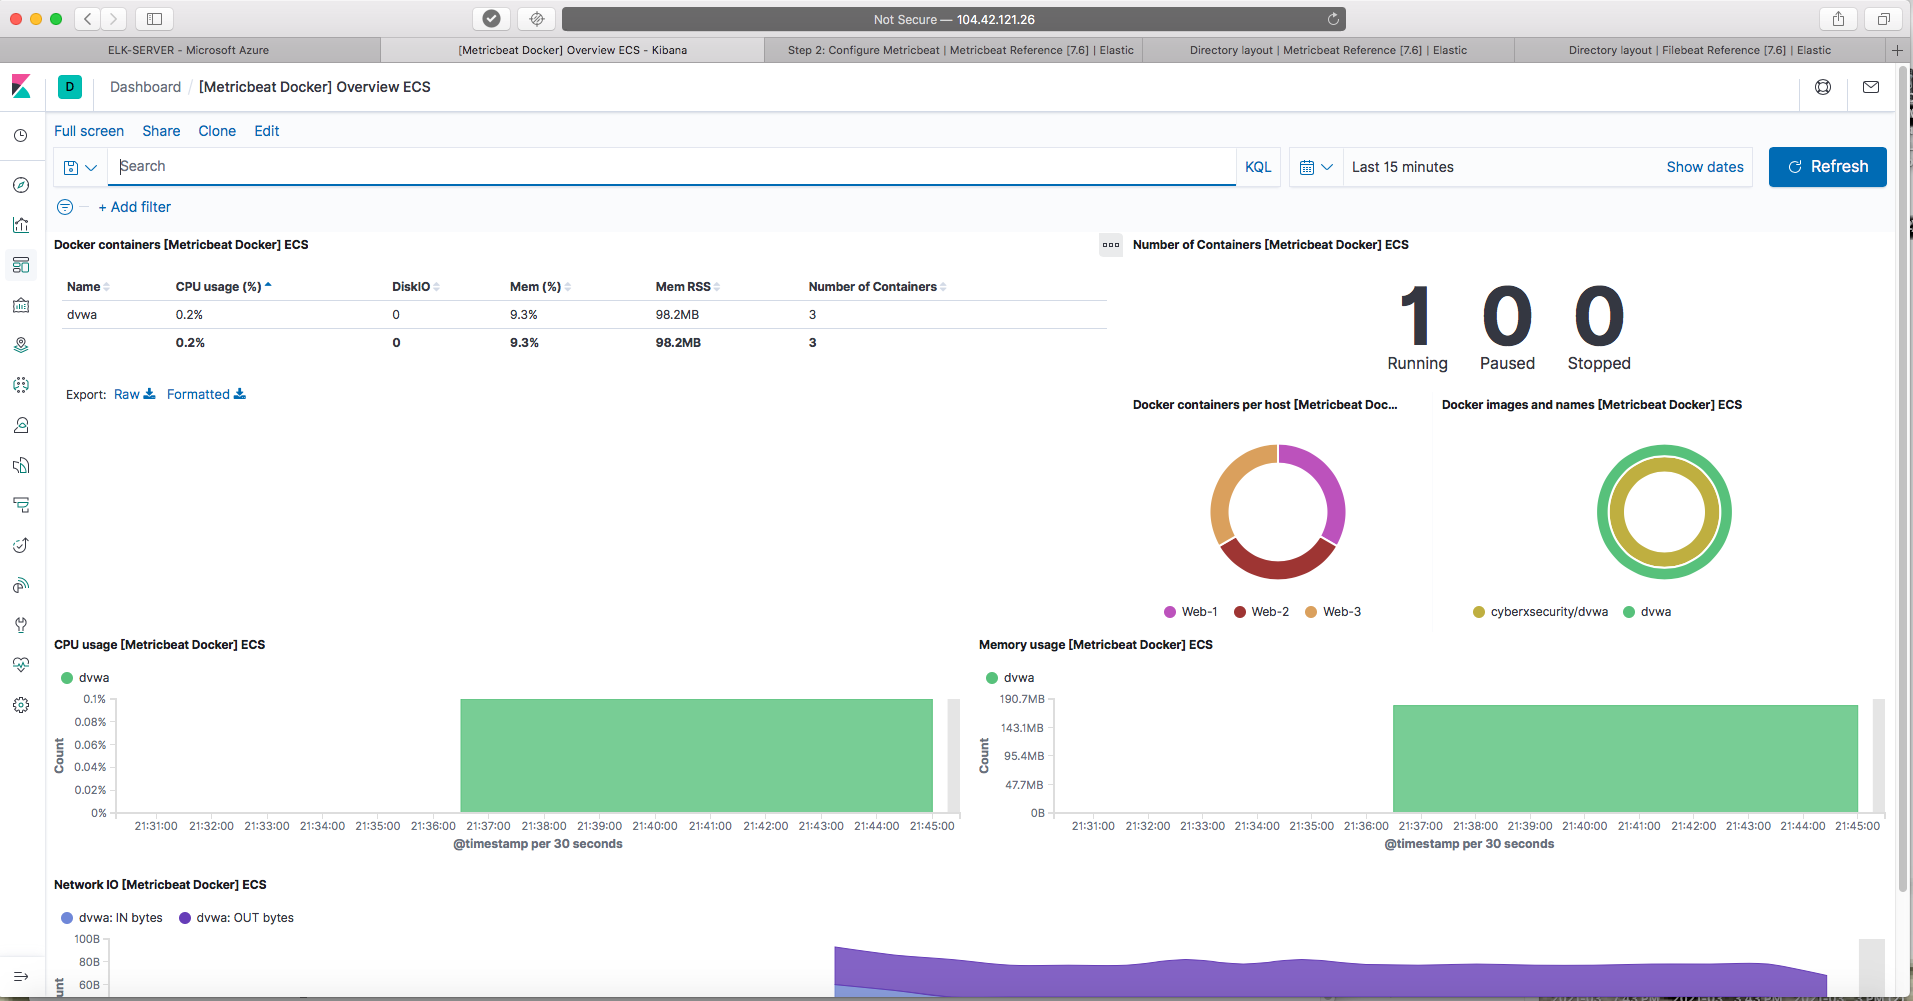 Not Secure — 104.42.121.26
ELK-SERVER - Microsoft Azure
[Metricbeat Docker] Overview ECS - Kibana
Step 2: Configure Metricbeat | Metricbeat Reference [7.6] | Elastic
Directory layout | Metricbeat Reference [7.6] | Elastic
Directory layout | Filebeat Reference [7.6] | Elastic
D
Dashboard / [Metricbeat Docker] Overview ECS
Full screen Share Clone Edit
Search
KQL
Last 15 minutes
Show dates
Refresh
+ Add filter
Docker containers [Metricbeat Docker] ECS
Name CPU usage (%) DiskIO Mem (%) Mem RSS Number of Containers
dvwa 0.2% 0 9.3% 98.2MB 3
0.2% 0 9.3% 98.2MB 3
Export: Raw Formatted
Number of Containers [Metricbeat Docker] ECS
1 0 0
Running Paused Stopped
Docker containers per host [Metricbeat Doc...
Web-1 Web-2 Web-3
Docker images and names [Metricbeat Docker] ECS
cyberxsecurity/dvwa dvwa
CPU usage [Metricbeat Docker] ECS
dvwa
0.1%
0.08%
0.06%
0.04%
0.02%
0%
Count
21:31:00 21:32:00 21:33:00 21:34:00 21:35:00 21:36:00 21:37:00 21:38:00 21:39:00 21:40:00 21:41:00 21:42:00 21:43:00 21:44:00 21:45:00
@timestamp per 30 seconds
Memory usage [Metricbeat Docker] ECS
dvwa
190.7MB
143.1MB
95.4MB
47.7MB
0B
Count
21:31:00 21:32:00 21:33:00 21:34:00 21:35:00 21:36:00 21:37:00 21:38:00 21:39:00 21:40:00 21:41:00 21:42:00 21:43:00 21:44:00 21:45:00
@timestamp per 30 seconds
Network IO [Metricbeat Docker] ECS
dvwa: IN bytes dvwa: OUT bytes
100B
80B
60B